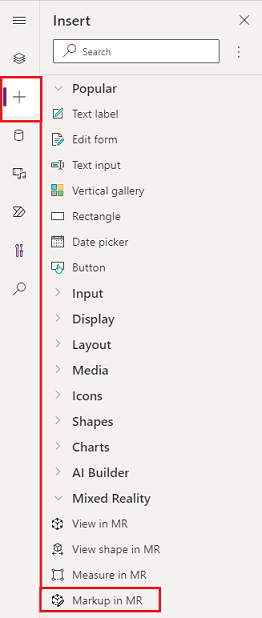 Insert
Search
Popular
Text label
Edit form
Text input
Vertical gallery
Rectangle
Date picker
Button
Input
Display
Layout
Media
Icons
Shapes
Charts
AI Builder
Mixed Reality
View in MR
View shape in MR
Measure in MR
Markup in MR